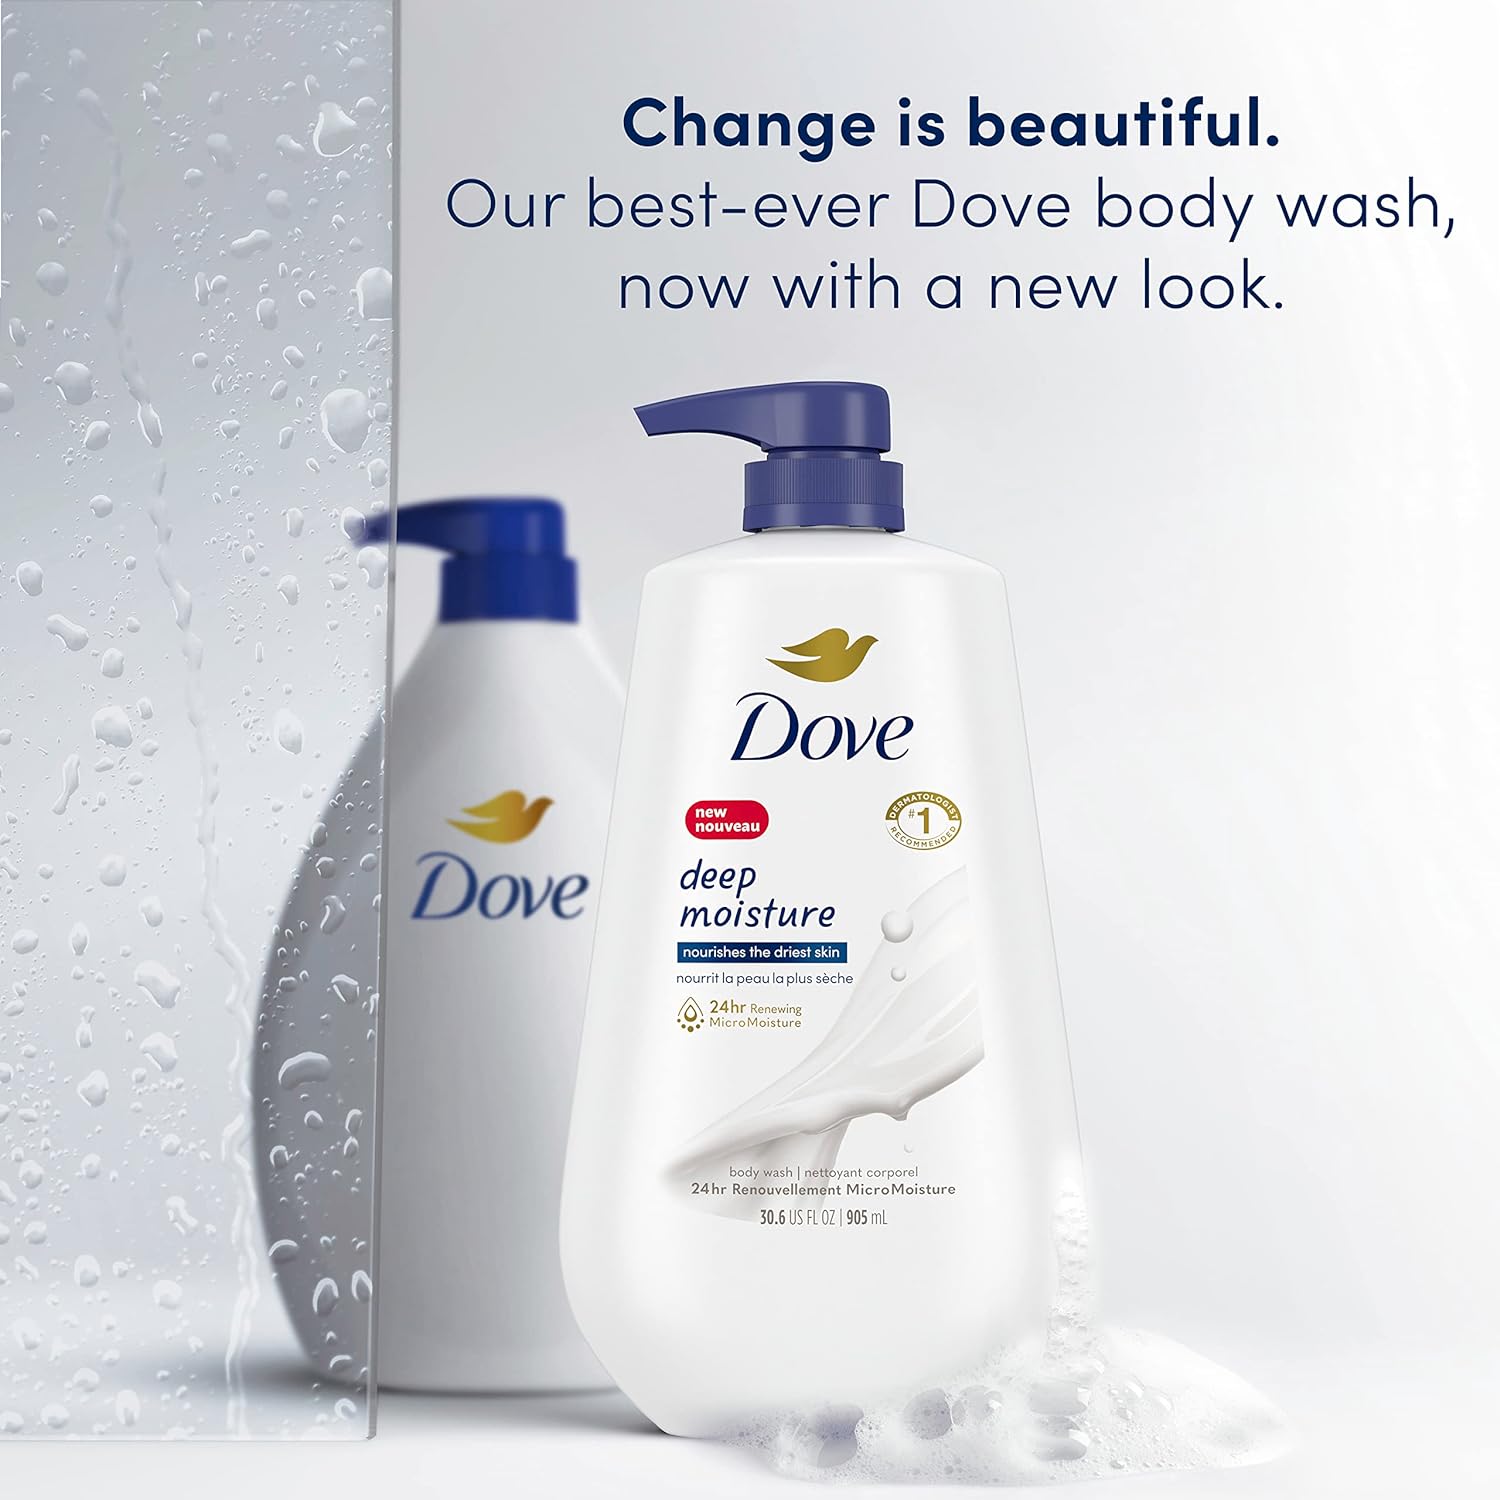 Change is beautiful.
Our best-ever Dove body wash,
now with a new look.
Dove
Dove
new
nouveau
DERMATOLOGIST
#1
RECOMMENDED
deep
moisture
nourishes the driest skin
nourrit la peau la plus sèche
24hr Renewing
MicroMoisture
body wash | nettoyant corporel
24hr Renouvellement MicroMoisture
30.6 US FL OZ | 905 mL